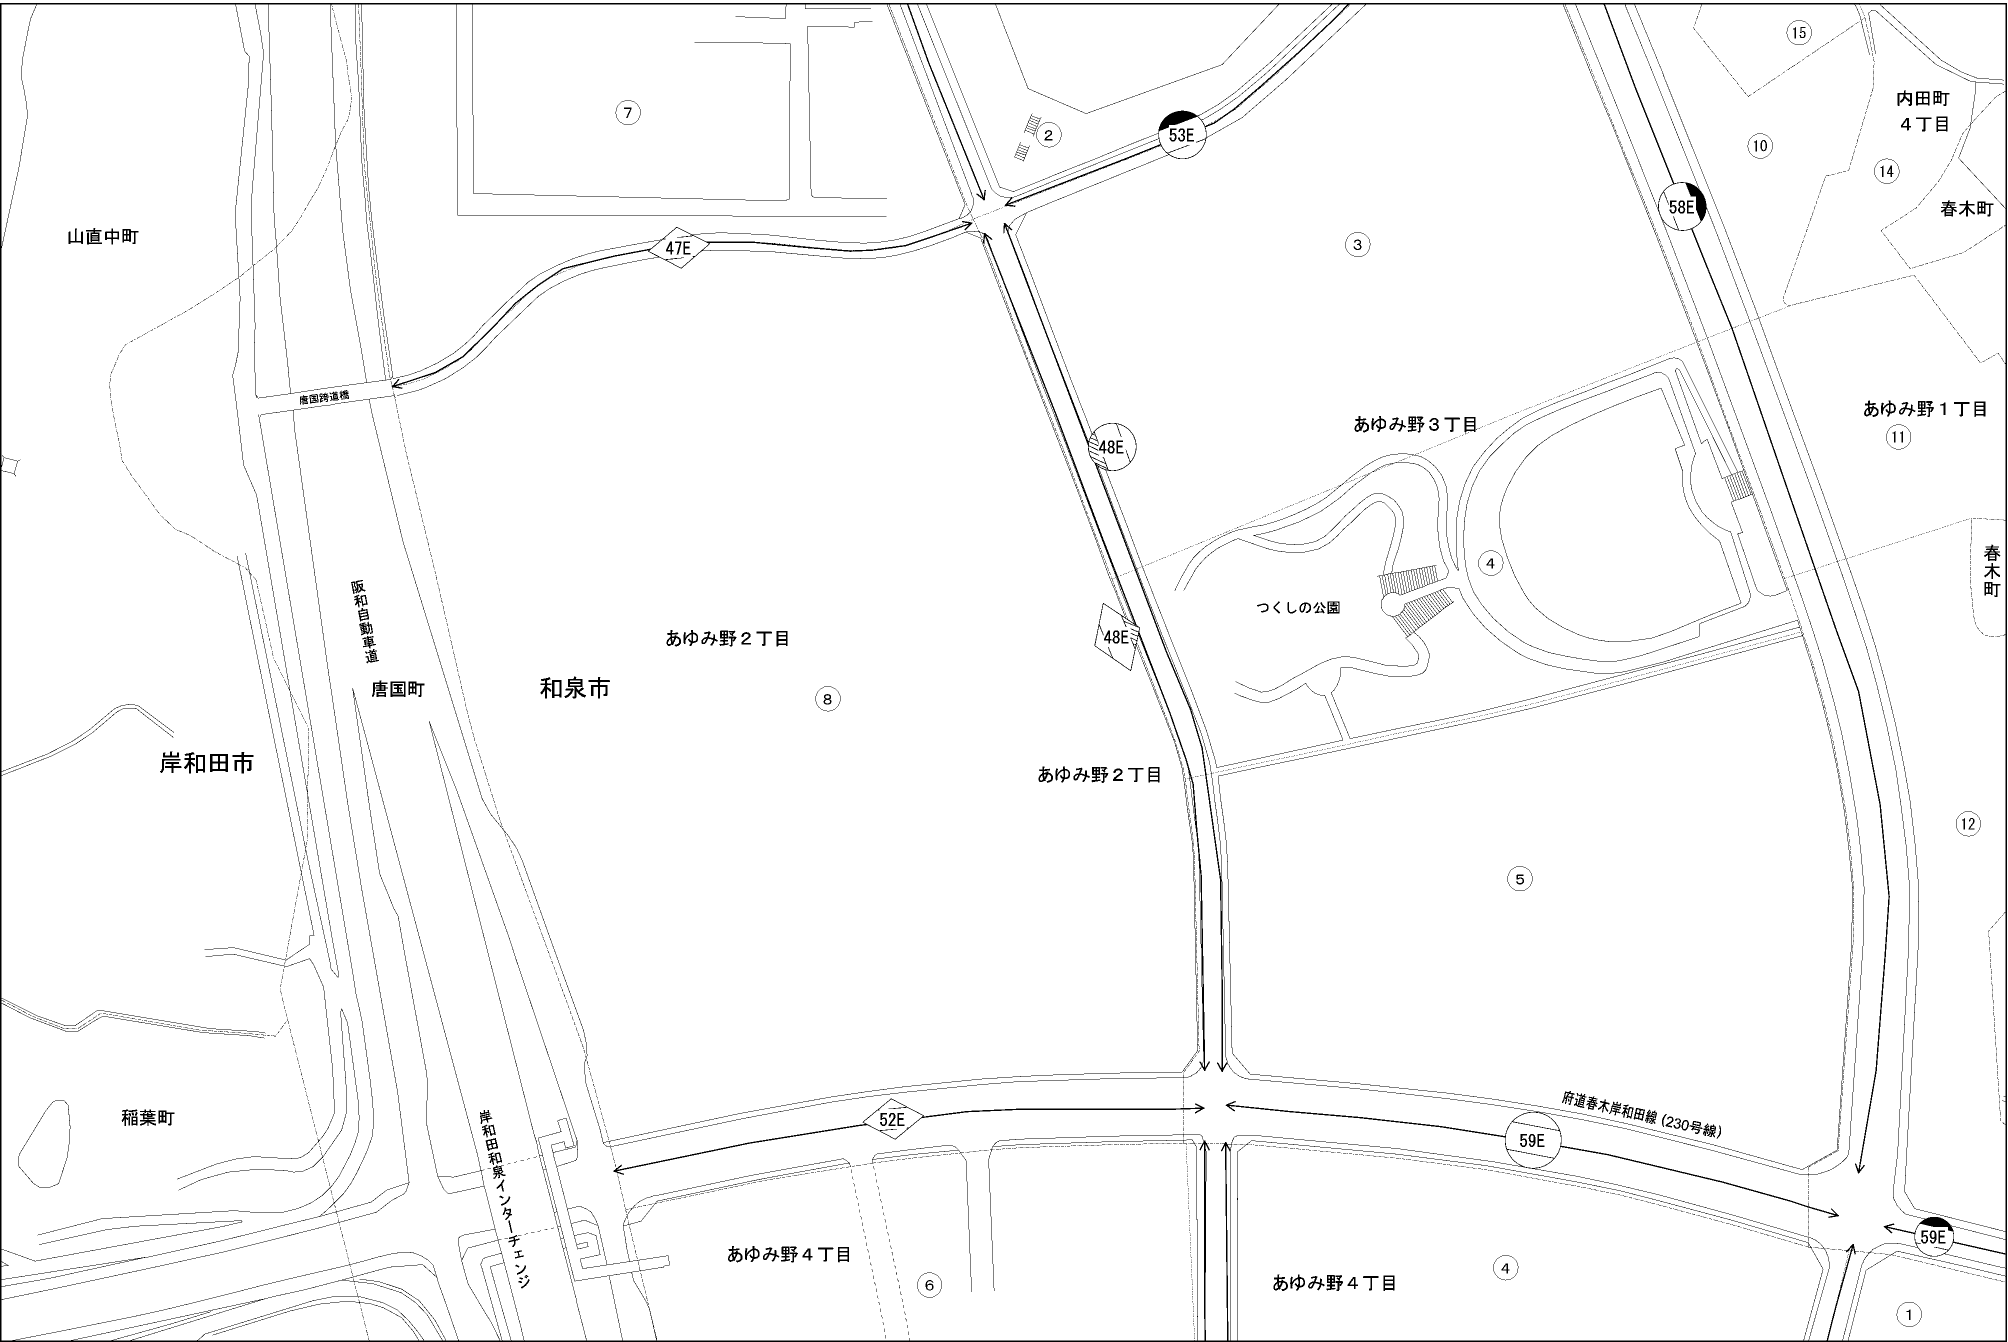 ⑮
内田町
４丁目
⑦
②
53E
⑩
⑭
58E
春木町
山直中町
47E
③
唐国跨道橋
あゆみ野３丁目
あゆみ野１丁目
⑪
48E
春木町
④
つくしの公園
阪和自動車道
あゆみ野２丁目
48E
唐国町
和泉市
⑧
岸和田市
あゆみ野２丁目
⑫
⑤
府道春木岸和田線(230号線)
稲葉町
52E
59E
岸和田和泉インターチェンジ
59E
あゆみ野４丁目
⑥
あゆみ野４丁目
④
①